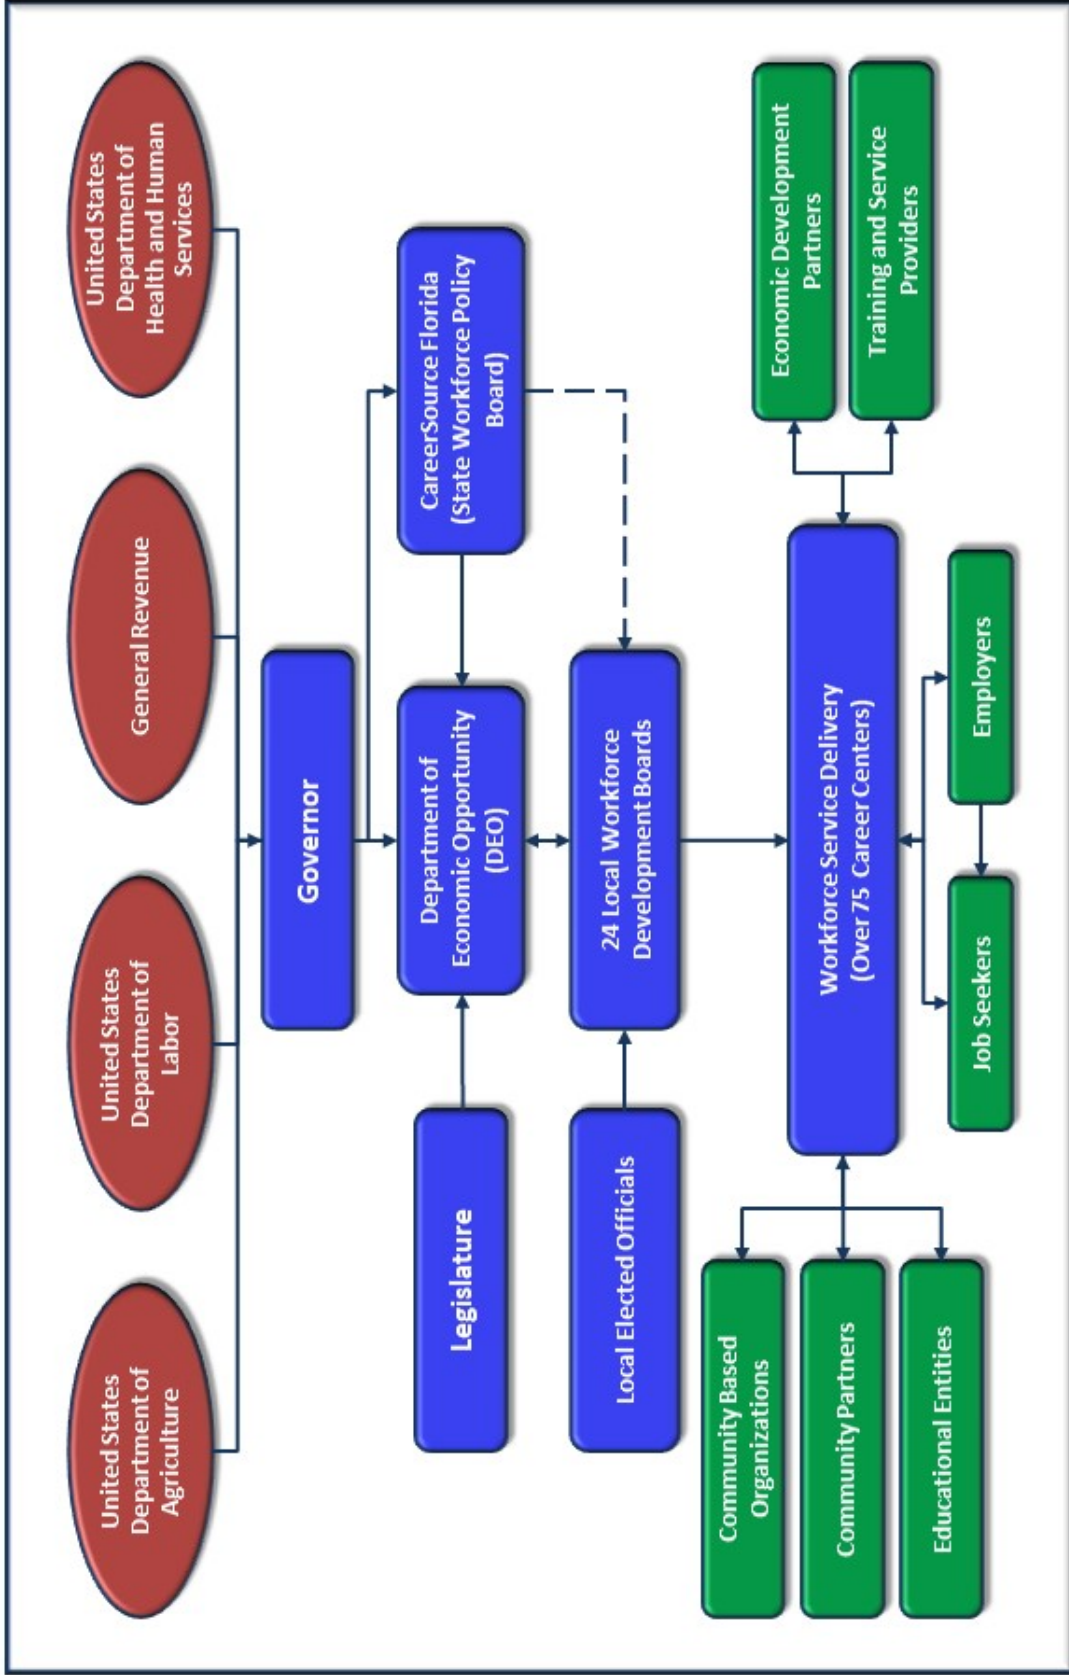 United States
Department of
Agriculture
United States
Department of
Labor
General Revenue
United States
Department of
Health and Human
Services
Governor
Legislature
Department of
Economic Opportunity
(DEO)
CareerSource Florida
(State Workforce Policy
Board)
Local Elected Officials
24 Local Workforce
Development Boards
Community Based
Organizations
Community Partners
Educational Entities
Workforce Service Delivery
(Over 75 Career Centers)
Economic Development
Partners
Training and Service
Providers
Job Seekers
Employers